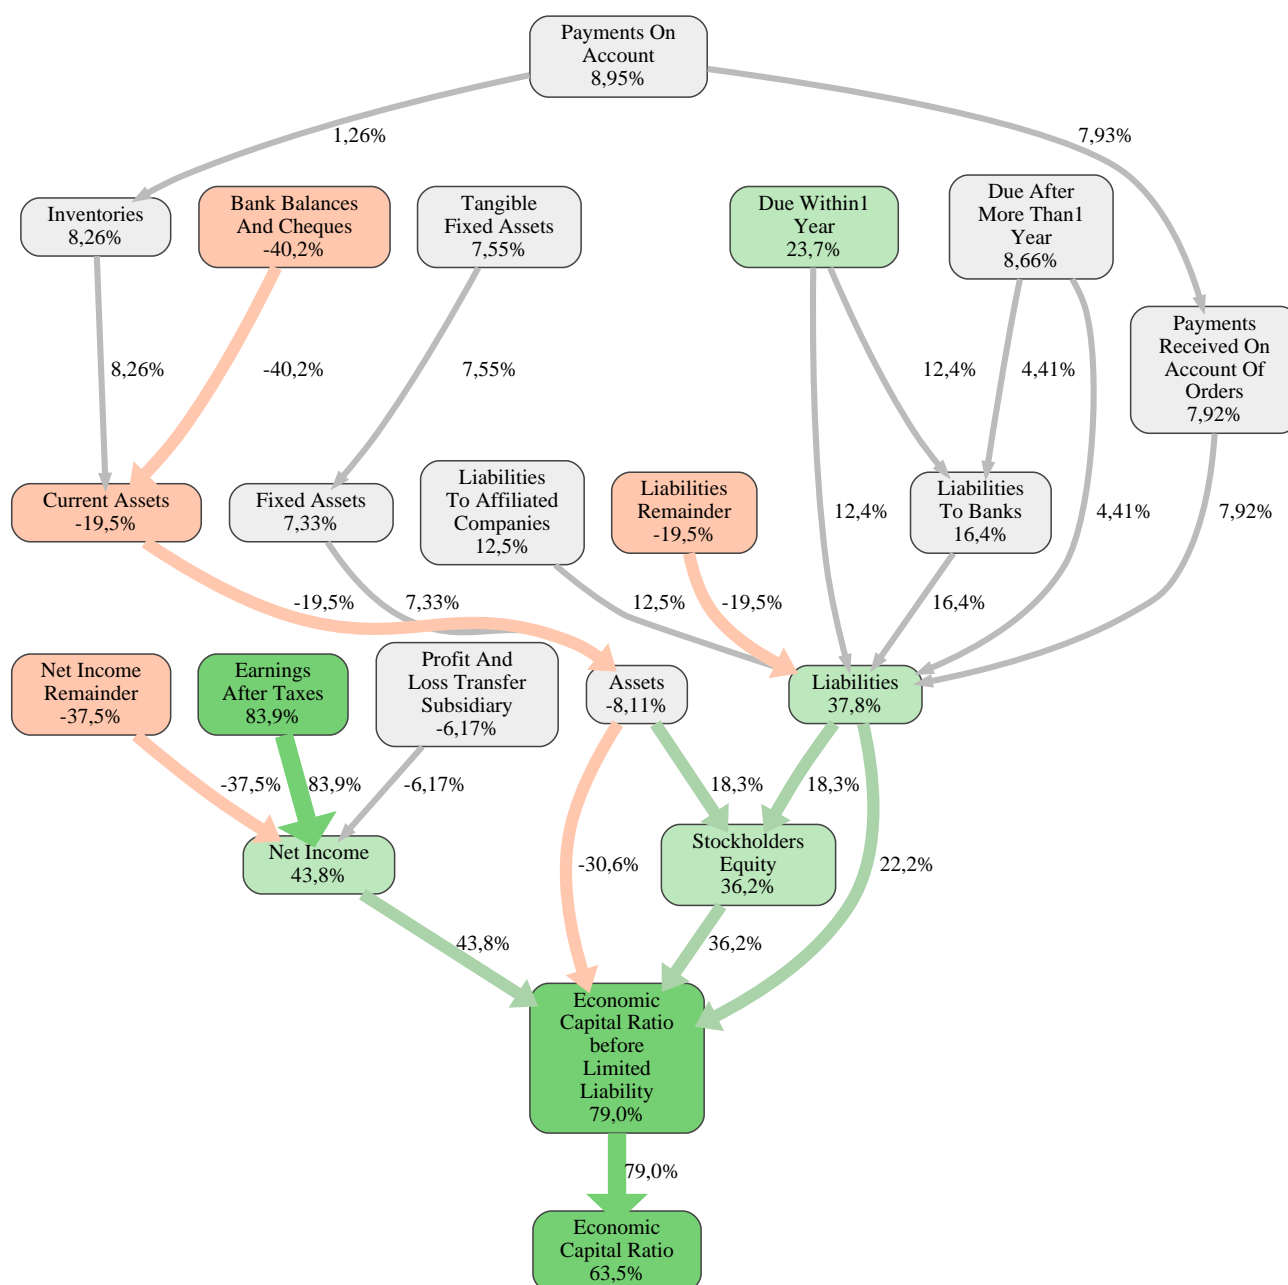 Payments On
Account
8,95%
1,26%
7,93%
Inventories
8,26%
Bank Balances
And Cheques
-40,2%
Tangible
Fixed Assets
7,55%
Due Within1
Year
23,7%
Due After
More Than1
Year
8,66%
Payments
Received On
Account Of
Orders
7,92%
8,26%
-40,2%
7,55%
12,4%
4,41%
Current Assets
-19,5%
Fixed Assets
7,33%
Liabilities
To Affiliated
Companies
12,5%
Liabilities
Remainder
-19,5%
12,4%
Liabilities
To Banks
16,4%
4,41%
7,92%
-19,5%
7,33%
12,5%
-19,5%
16,4%
Net Income
Remainder
-37,5%
Earnings
After Taxes
83,9%
Profit And
Loss Transfer
Subsidiary
-6,17%
Assets
-8,11%
Liabilities
37,8%
-37,5%
83,9%
-6,17%
18,3%
18,3%
Net Income
43,8%
-30,6%
Stockholders
Equity
36,2%
22,2%
43,8%
36,2%
Economic
Capital Ratio
before
Limited
Liability
79,0%
79,0%
Economic
Capital Ratio
63,5%